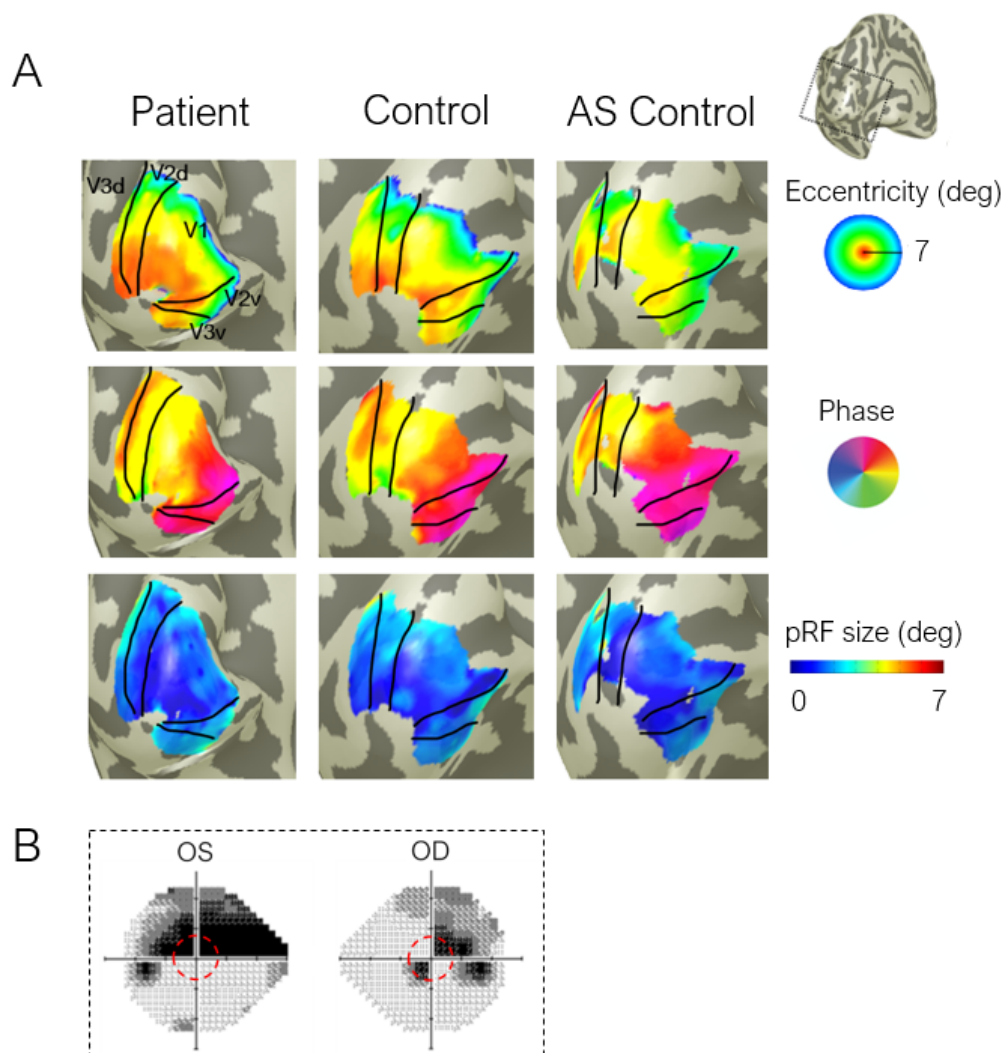 A
Patient
Control
AS Control
V3d
V2d
V1
V2v
V3v
Eccentricity (deg)
7
Phase
pRF size (deg)
0
7
B
OS
OD